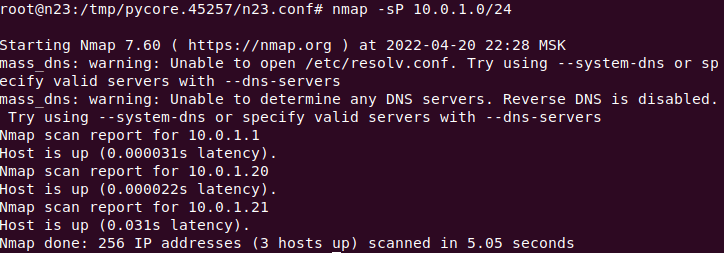 root@n23:/tmp/pycore.45257/n23.conf# nmap -sP 10.0.1.0/24
Starting Nmap 7.60 ( https://nmap.org ) at 2022-04-20 22:28 MSK
mass_dns: warning: Unable to open /etc/resolv.conf. Try using --system-dns or sp
ecify valid servers with --dns-servers
mass_dns: warning: Unable to determine any DNS servers. Reverse DNS is disabled.
 Try using --system-dns or specify valid servers with --dns-servers
Nmap scan report for 10.0.1.1
Host is up (0.000031s latency).
Nmap scan report for 10.0.1.20
Host is up (0.000022s latency).
Nmap scan report for 10.0.1.21
Host is up (0.031s latency).
Nmap done: 256 IP addresses (3 hosts up) scanned in 5.05 seconds